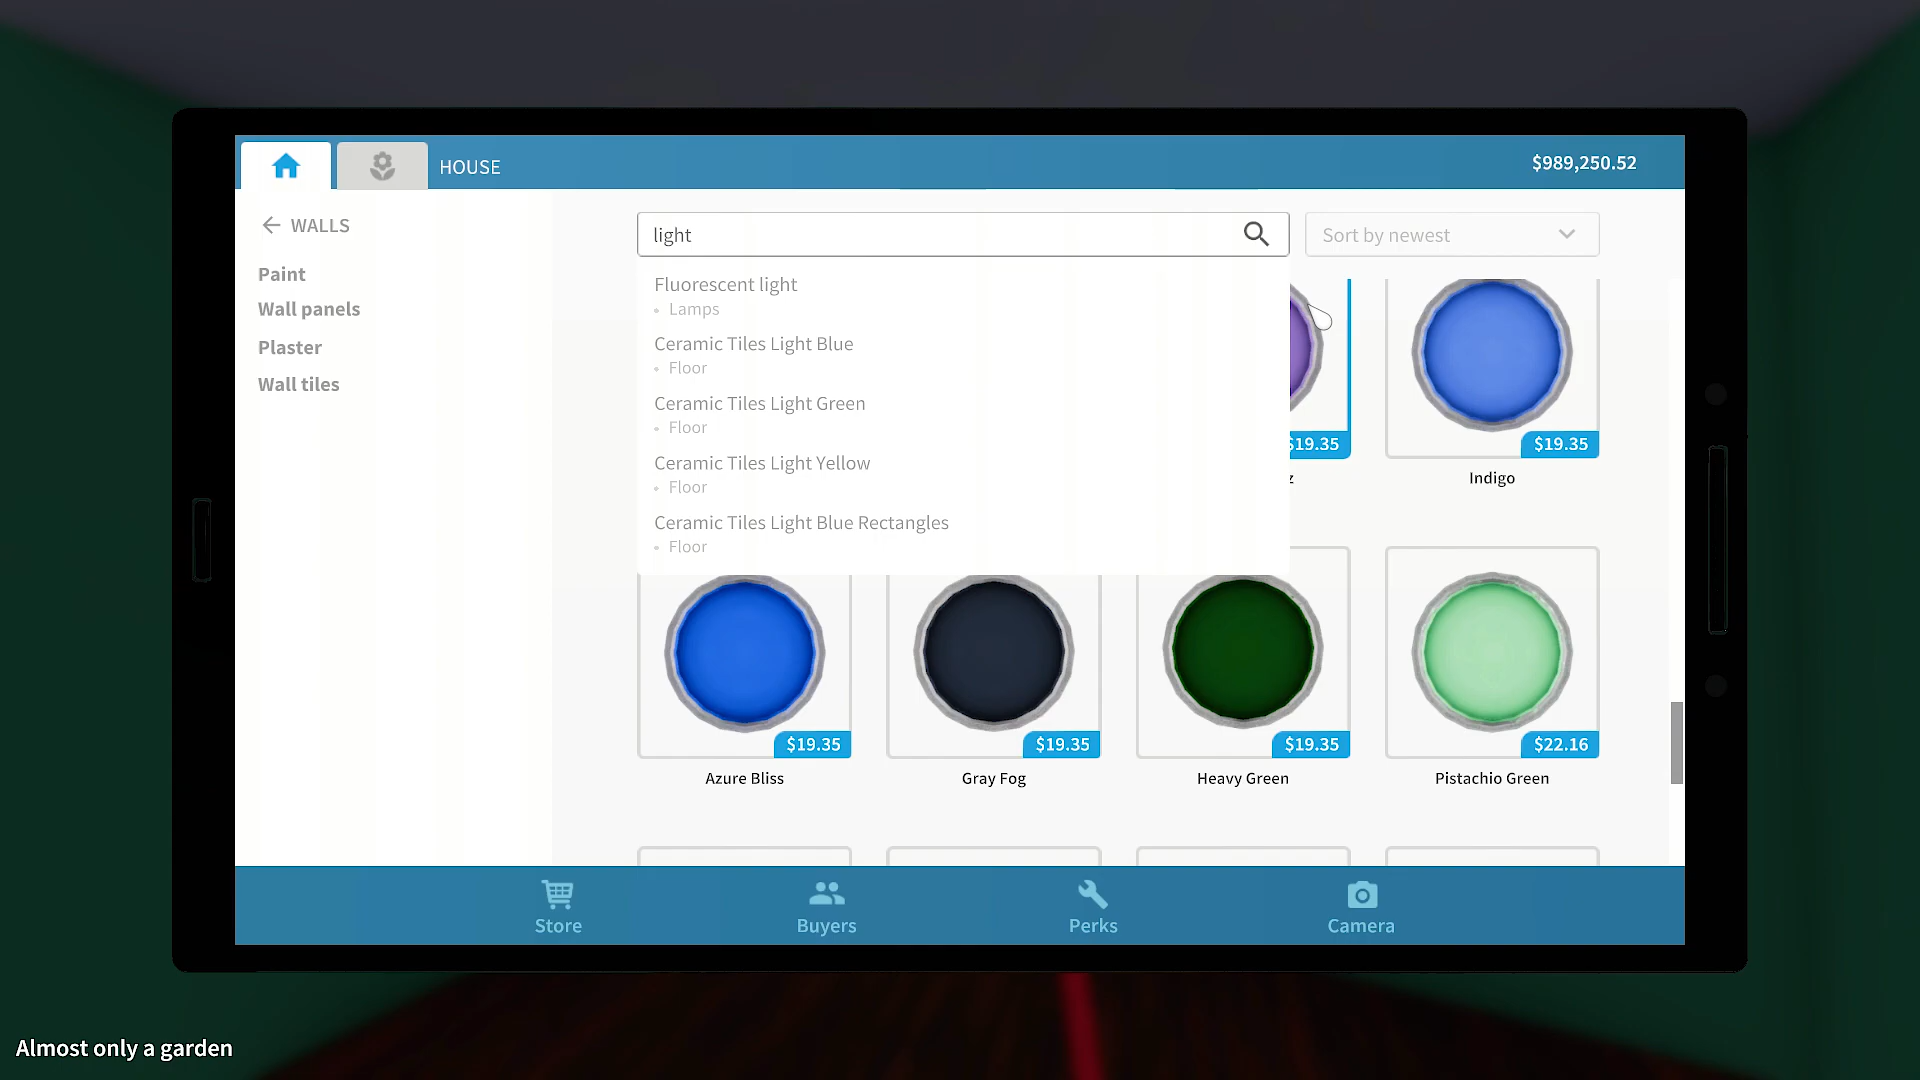 HOUSE
$989,250.52
WALLS
Paint
Wall panels
Plaster
Wall tiles
light
Sort by newest
Fluorescent light
• Lamps
Ceramic Tiles Light Blue
• Floor
Ceramic Tiles Light Green
• Floor
Ceramic Tiles Light Yellow
• Floor
Ceramic Tiles Light Blue Rectangles
• Floor
$19.35
$19.35
z
Indigo
$19.35
$19.35
$19.35
$22.16
Azure Bliss
Gray Fog
Heavy Green
Pistachio Green
Store
Buyers
Perks
Camera
Almost only a garden